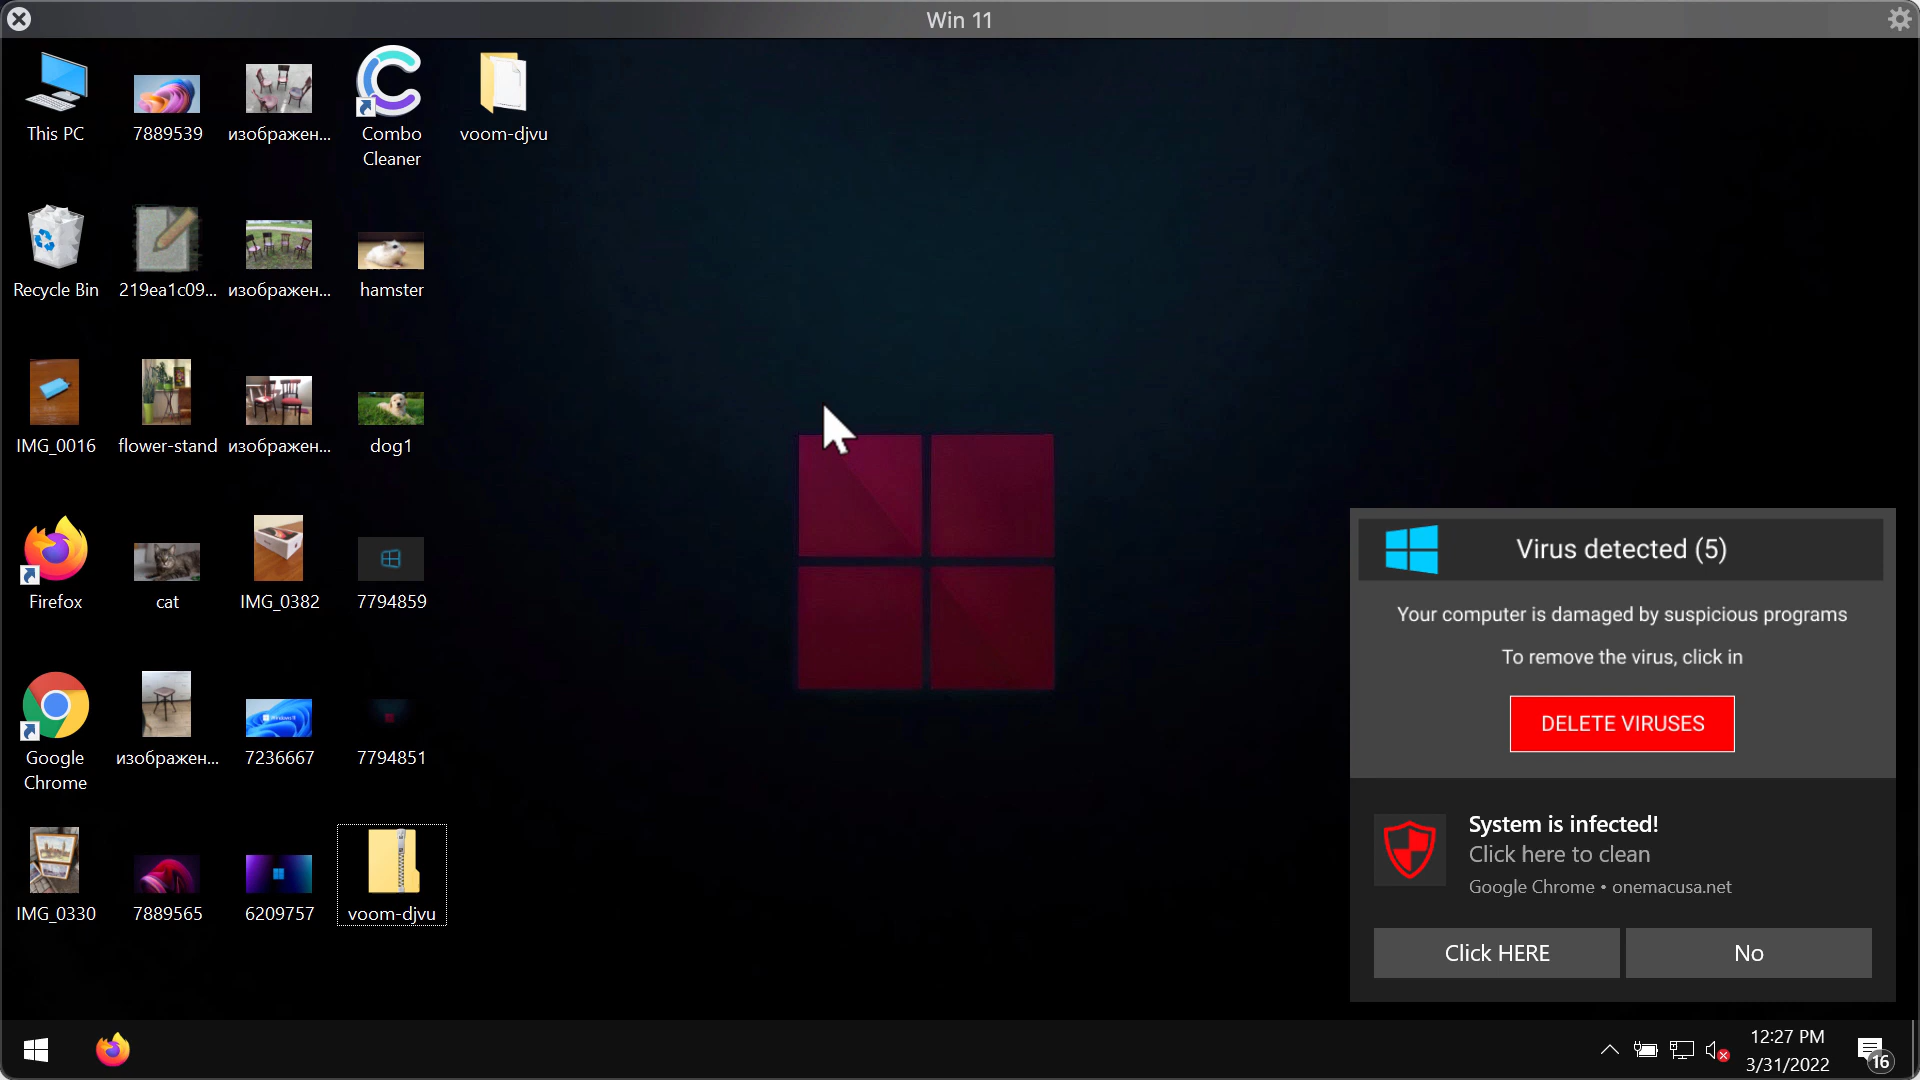 Win 11
This PC
7889539
изображен...
Combo
Cleaner
voom-djvu
Recycle Bin
219ea1c09...
изображен...
hamster
IMG_0016
flower-stand
изображен...
dog1
Firefox
cat
IMG_0382
7794859
Google
Chrome
изображен...
7236667
7794851
IMG_0330
7889565
6209757
voom-djvu
Virus detected (5)
Your computer is damaged by suspicious programs
To remove the virus, click in
DELETE VIRUSES
System is infected!
Click here to clean
Google Chrome • onemacusa.net
Click HERE
No
12:27 PM
3/31/2022
16